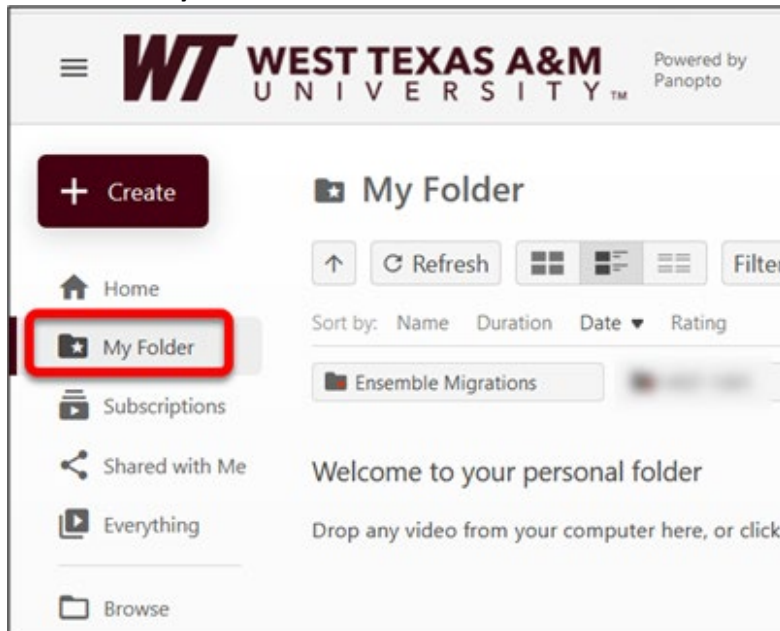 WT WEST TEXAS A&M
UNIVERSITY™
Powered by
Panopto
+ Create
Home
My Folder
Subscriptions
Shared with Me
Everything
Browse
My Folder
Refresh
Filter
Sort by: Name Duration Date ▼ Rating
Ensemble Migrations
Welcome to your personal folder
Drop any video from your computer here, or click